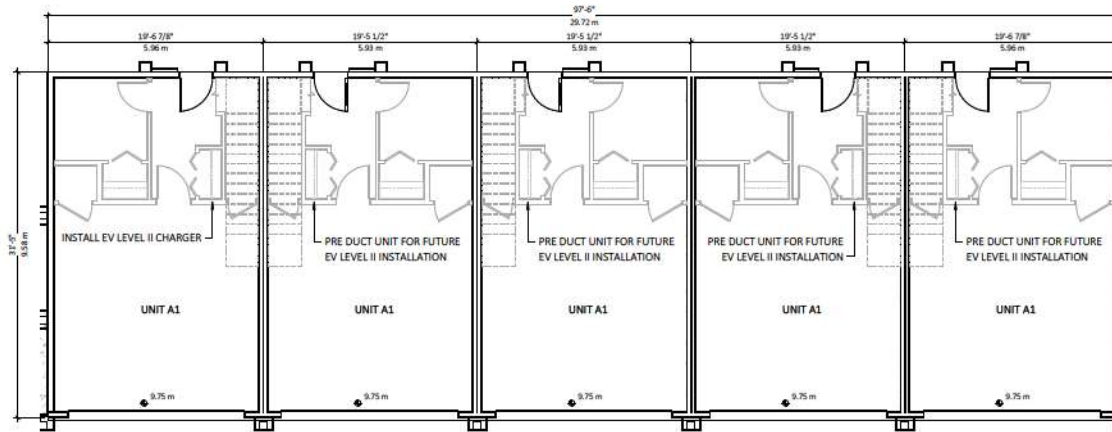 97'-6"
29.72 m
19'-6 7/8"
5.96 m
19'-5 1/2"
5.93 m
19'-5 1/2"
5.93 m
19'-5 1/2"
5.93 m
19'-6 7/8"
5.96 m
31'-5"
9.58 m
INSTALL EV LEVEL II CHARGER
PRE DUCT UNIT FOR FUTURE
EV LEVEL II INSTALLATION
PRE DUCT UNIT FOR FUTURE
EV LEVEL II INSTALLATION
PRE DUCT UNIT FOR FUTURE
EV LEVEL II INSTALLATION
PRE DUCT UNIT FOR FUTURE
EV LEVEL II INSTALLATION
UNIT A1
UNIT A1
UNIT A1
UNIT A1
UNIT A1
9.75 m
9.75 m
9.75 m
9.75 m
9.75 m